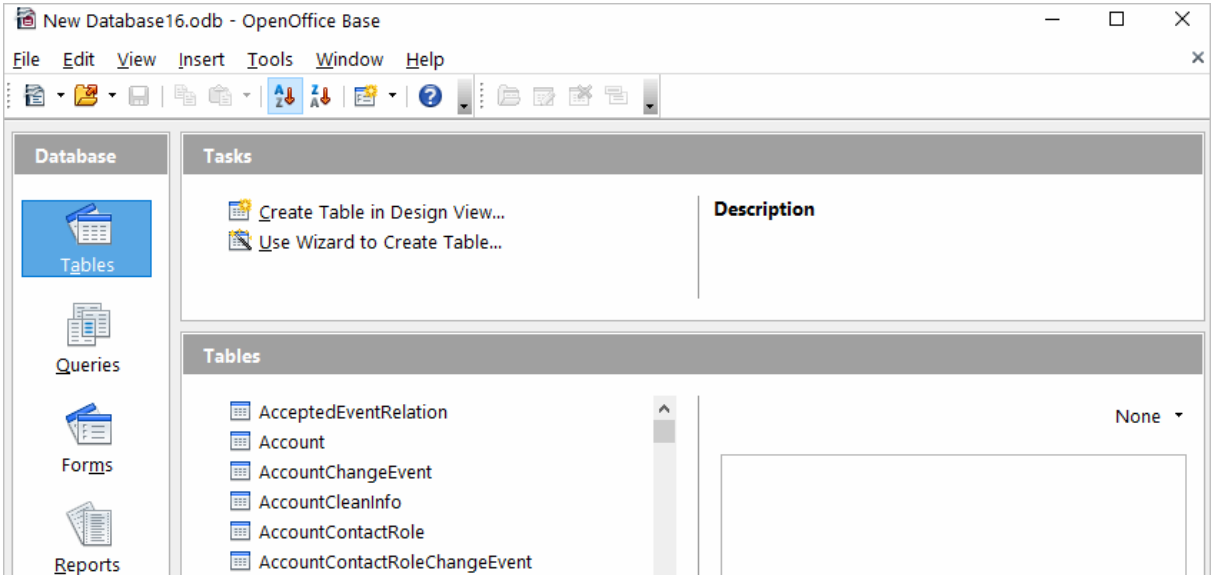 New Database16.odb - OpenOffice Base
File Edit View Insert Tools Window Help
Database
Tables
Queries
Forms
Reports
Tasks
Create Table in Design View...
Use Wizard to Create Table...
Description
Tables
AcceptedEventRelation
Account
AccountChangeEvent
AccountCleanInfo
AccountContactRole
AccountContactRoleChangeEvent
None